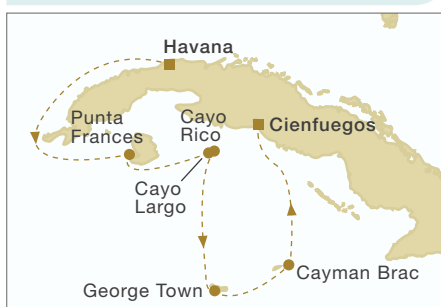 Havana
Punta
Frances
Cayo
Rico
Cienfuegos
Cayo
Largo
Cayman Brac
George Town